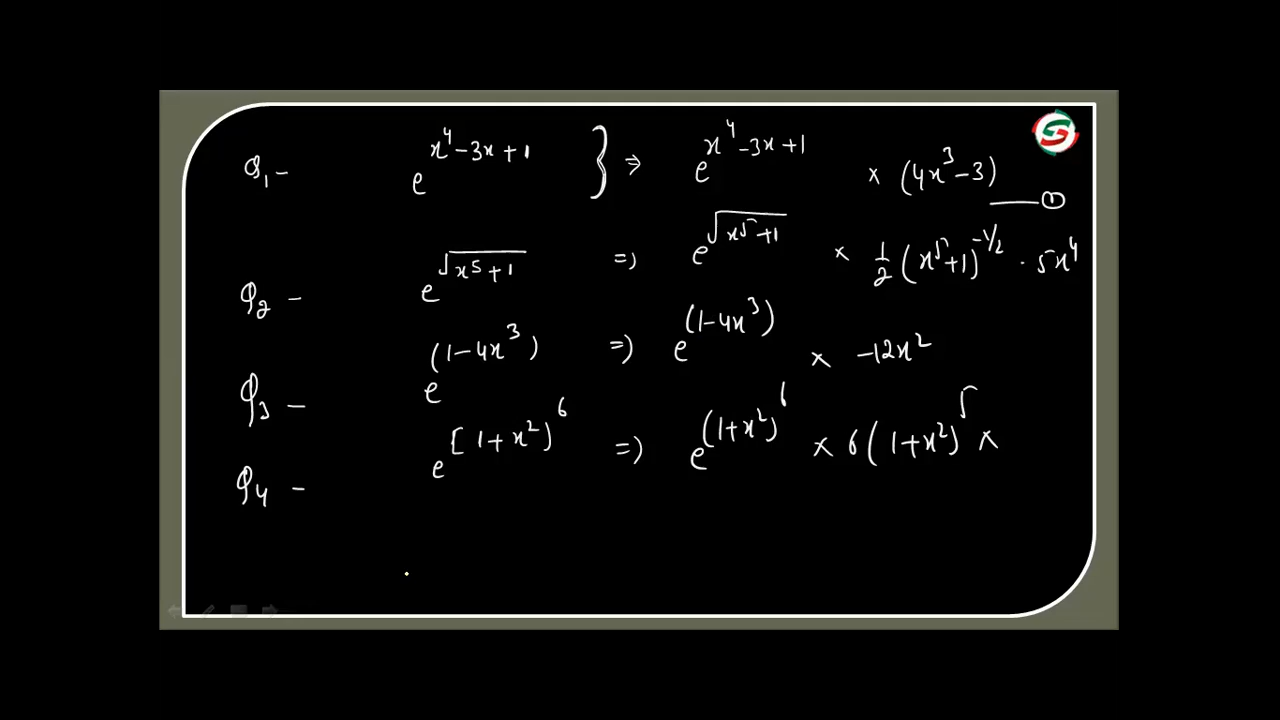 Q1- e^{x^4-3x+1} } ⇒ e^{x^4-3x+1} × (4x^3-3) —①
Q2 - e^{√(x^5+1)} ⇒ e^{√(x^5+1)} × 1/2 (x^5+1)^{-1/2} · 5x^4
Q3 - e^{(1-4x^3)} ⇒ e^{(1-4x^3)} × -12x^2
Q4 - e^{[1+x^2)^6} ⇒ e^{(1+x^2)^6} × 6(1+x^2)^5 ×